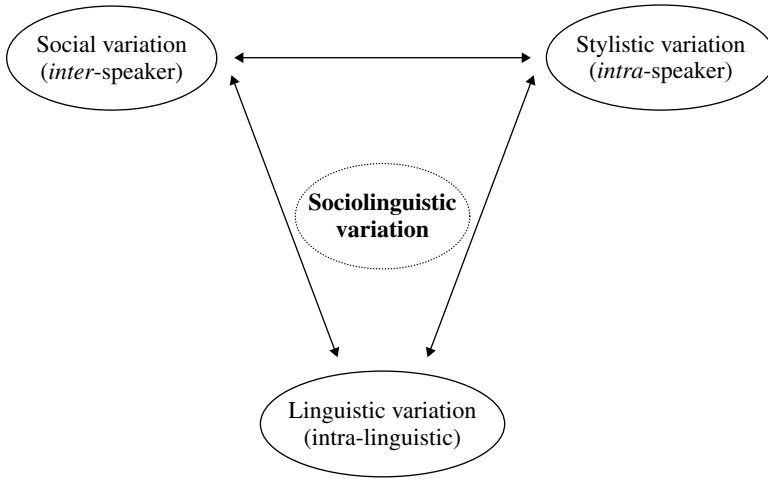 Social variation
(inter-speaker)
Stylistic variation
(intra-speaker)
Sociolinguistic
variation
Linguistic variation
(intra-linguistic)